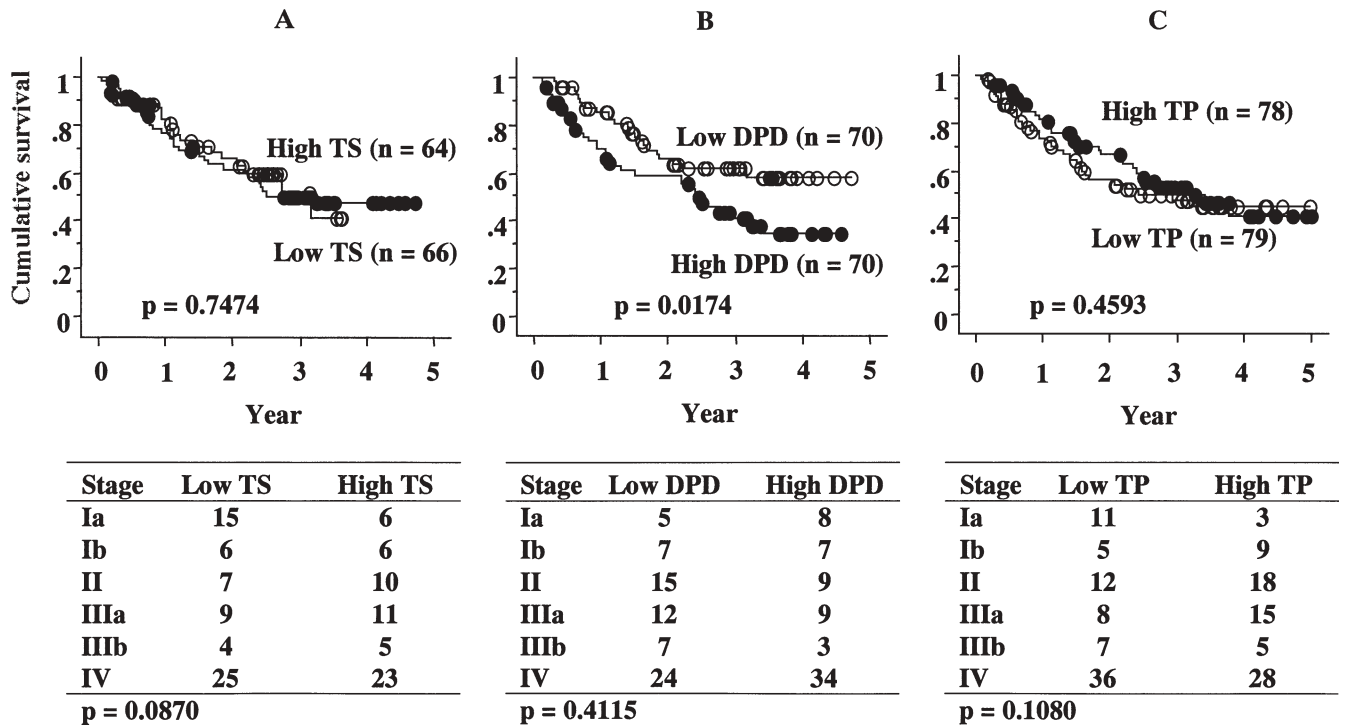 A
B
C
Cumulative survival
1
.8
.6
.4
.2
0
High TS (n = 64)
Low TS (n = 66)
p = 0.7474
0 1 2 3 4 5
Year
1
.8
.6
.4
.2
0
Low DPD (n = 70)
High DPD (n = 70)
p = 0.0174
0 1 2 3 4 5
Year
1
.8
.6
.4
.2
0
High TP (n = 78)
Low TP (n = 79)
p = 0.4593
0 1 2 3 4 5
Year
Stage Low TS High TS
Ia 15 6
Ib 6 6
II 7 10
IIIa 9 11
IIIb 4 5
IV 25 23
p = 0.0870
Stage Low DPD High DPD
Ia 5 8
Ib 7 7
II 15 9
IIIa 12 9
IIIb 7 3
IV 24 34
p = 0.4115
Stage Low TP High TP
Ia 11 3
Ib 5 9
II 12 18
IIIa 8 15
IIIb 7 5
IV 36 28
p = 0.1080